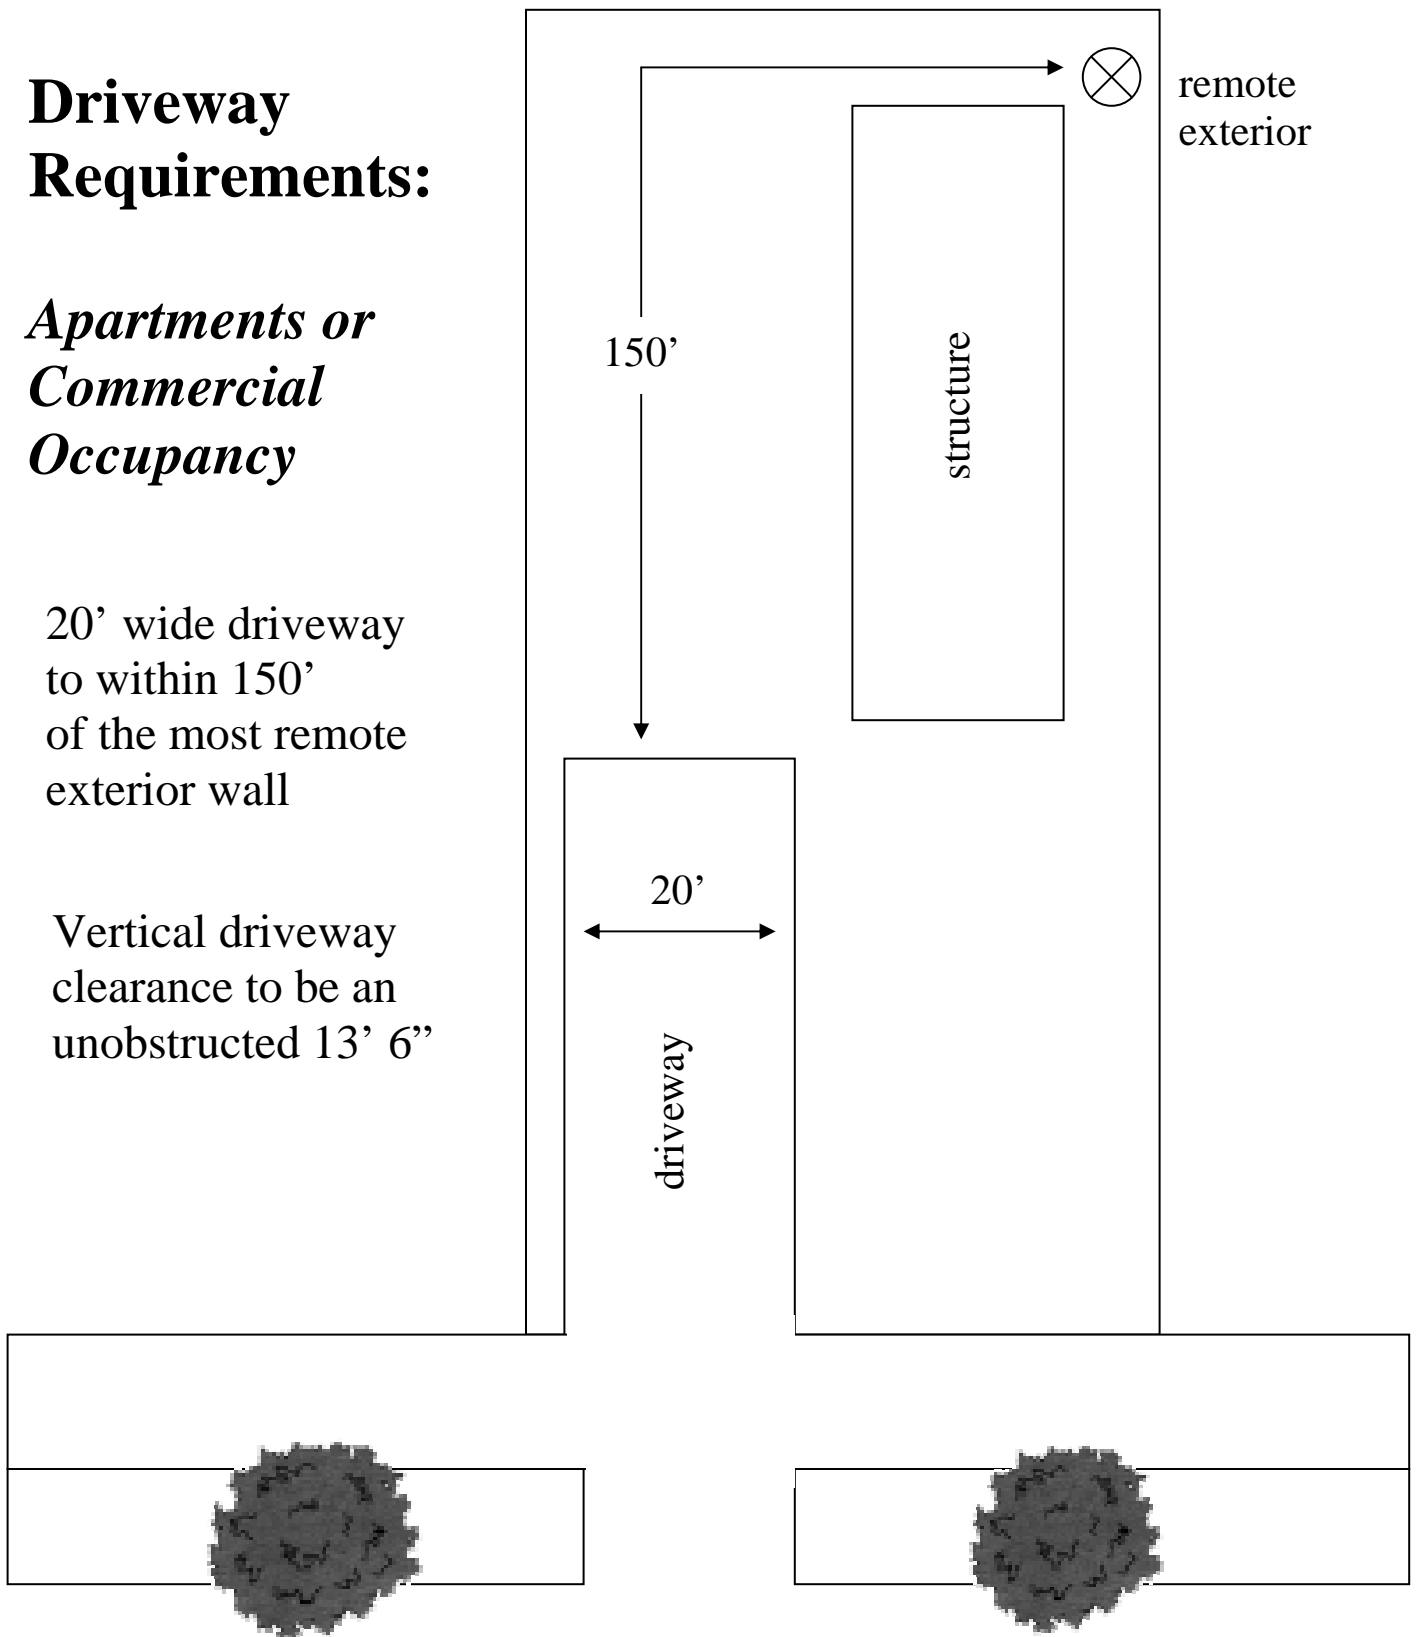 Driveway
Requirements:
Apartments or
Commercial
Occupancy
20’ wide driveway
to within 150’
of the most remote
exterior wall
Vertical driveway
clearance to be an
unobstructed 13’ 6”
remote
exterior
150’
structure
20’
driveway